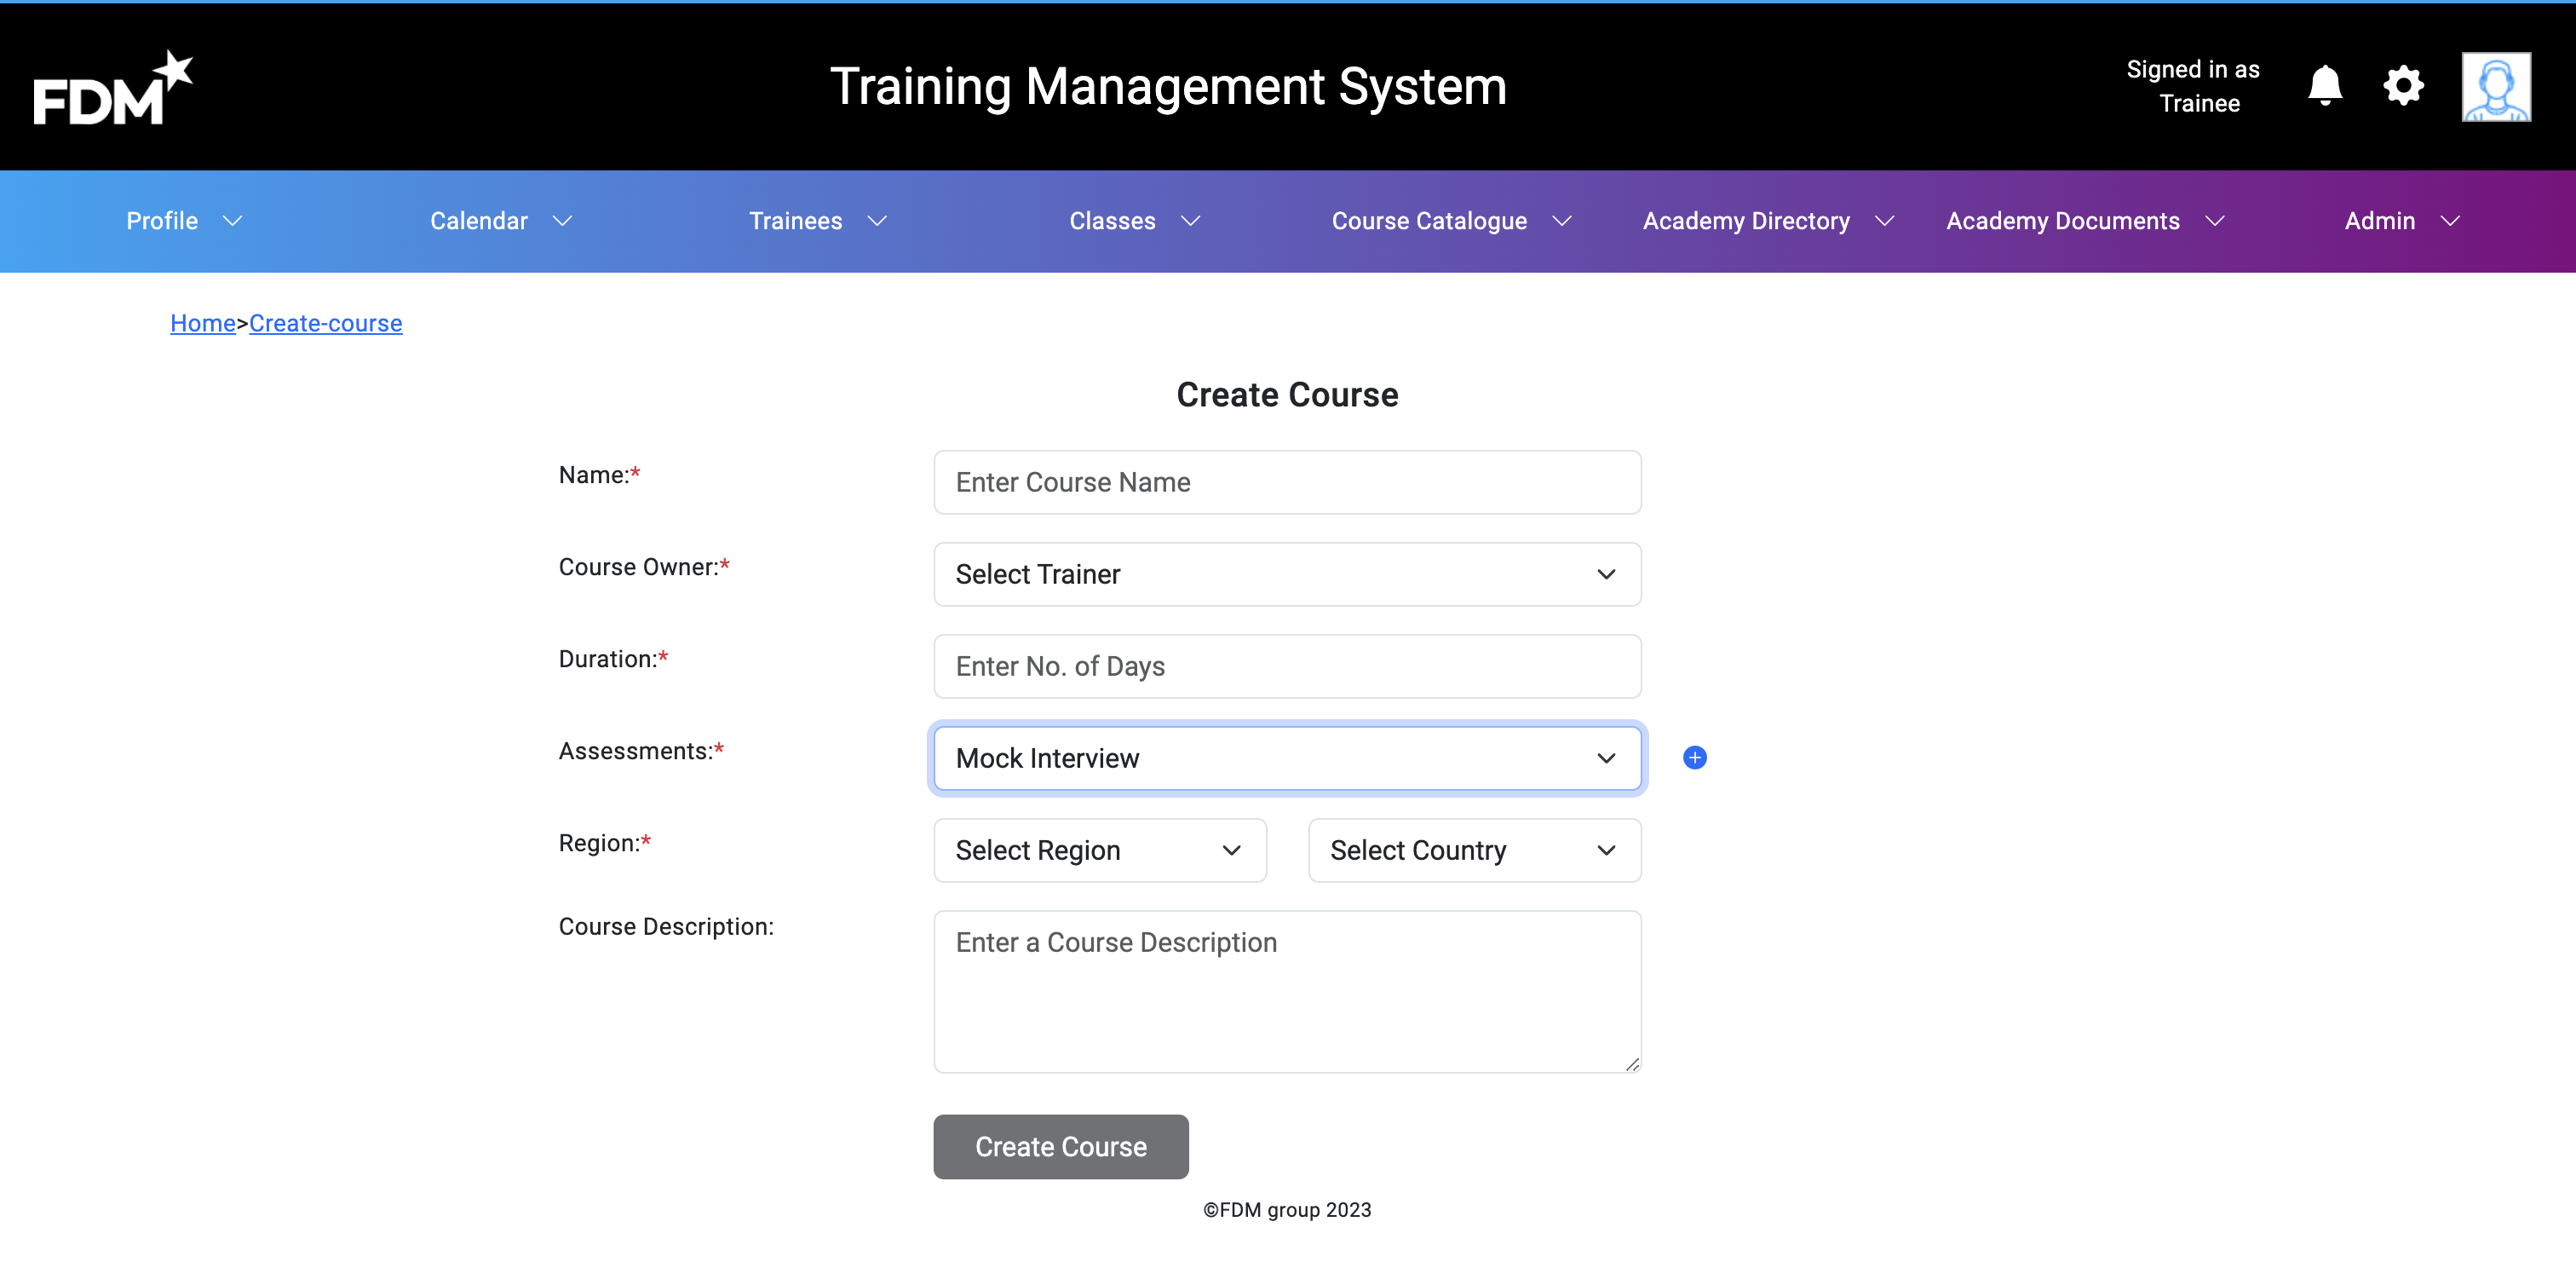 FDM
Training Management System
Signed in as
Trainee
Profile
Calendar
Trainees
Classes
Course Catalogue
Academy Directory
Academy Documents
Admin
Home>Create-course
Create Course
Name:*
Enter Course Name
Course Owner:*
Select Trainer
Duration:*
Enter No. of Days
Assessments:*
Mock Interview
Region:*
Select Region
Select Country
Course Description:
Enter a Course Description
Create Course
©FDM group 2023